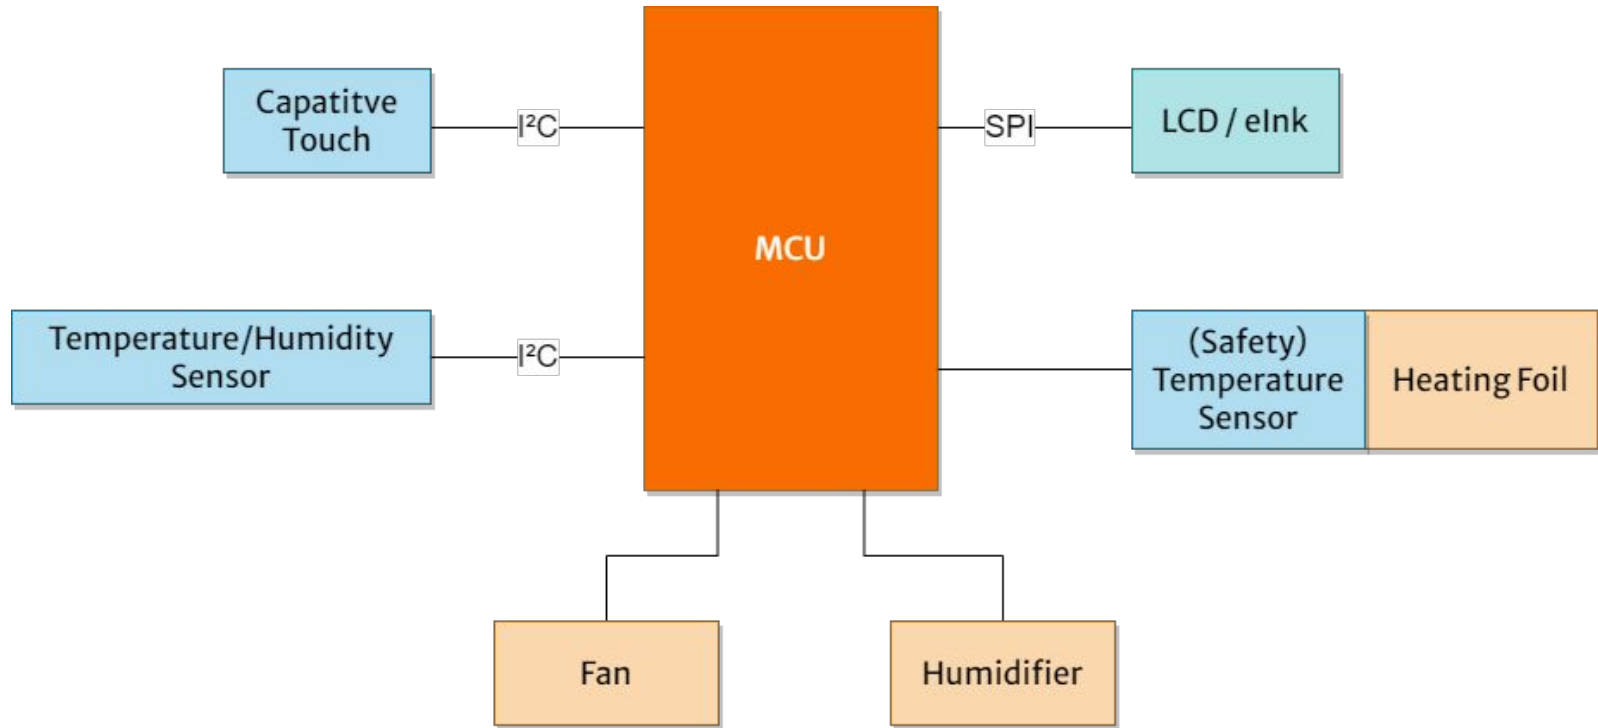 Capatitve
Touch
I²C
MCU
SPI
LCD / eInk
Temperature/Humidity
Sensor
I²C
(Safety)
Temperature
Sensor
Heating Foil
Fan
Humidifier